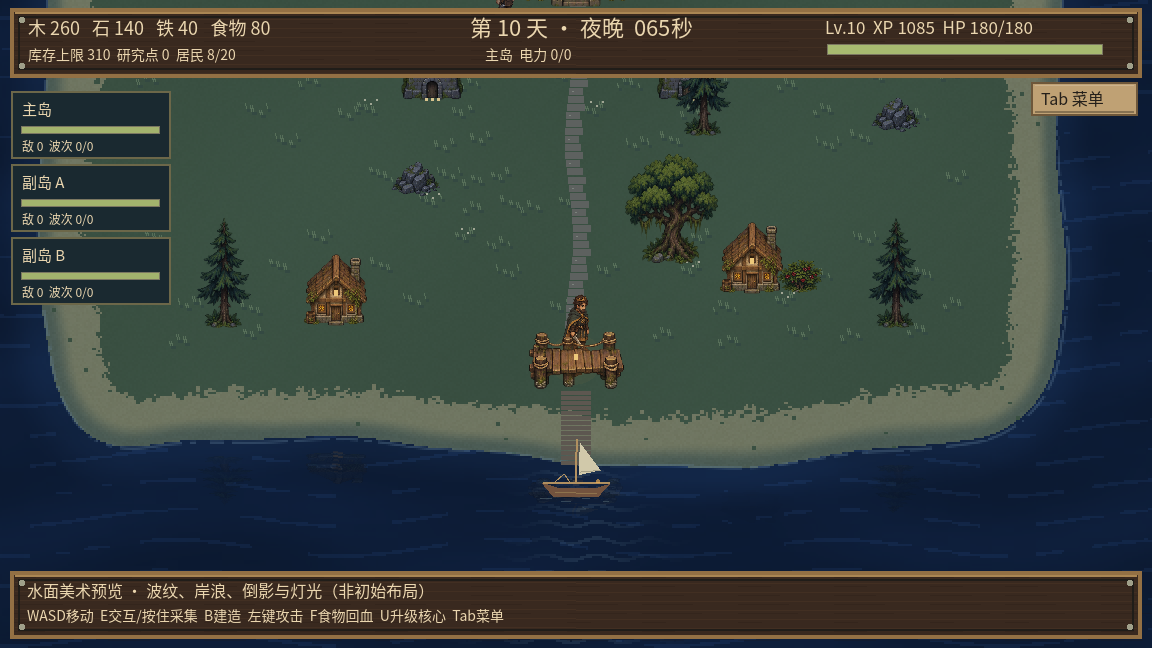 木 260 石 140 铁 40 食物 80
第 10 天 · 夜晚 065秒
Lv.10 XP 1085 HP 180/180
库存上限 310 研究点 0 居民 8/20
主岛 电力 0/0
Tab 菜单
主岛
敌 0 波次 0/0
副岛 A
敌 0 波次 0/0
副岛 B
敌 0 波次 0/0
水面美术预览 · 波纹、岸浪、倒影与灯光（非初始布局）
WASD移动 E交互/按住采集 B建造 左键攻击 F食物回血 U升级核心 Tab菜单